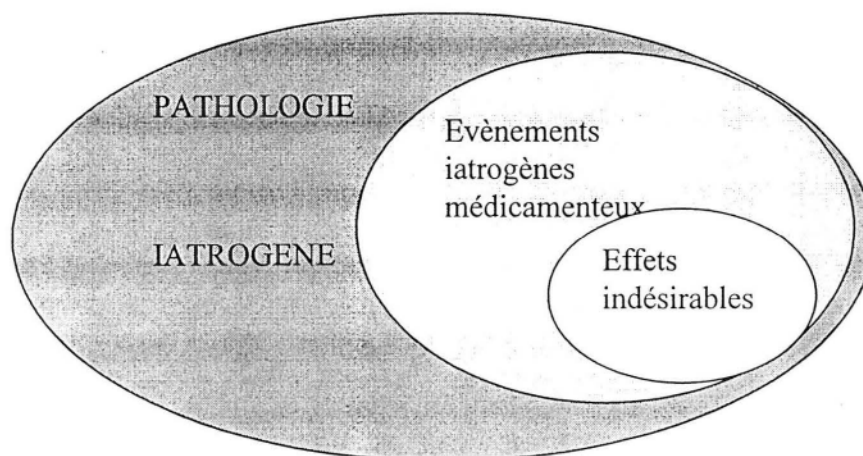 PATHOLOGIE
IATROGENE
Evènements
iatrogènes
médicamenteux
Effets
indésirables